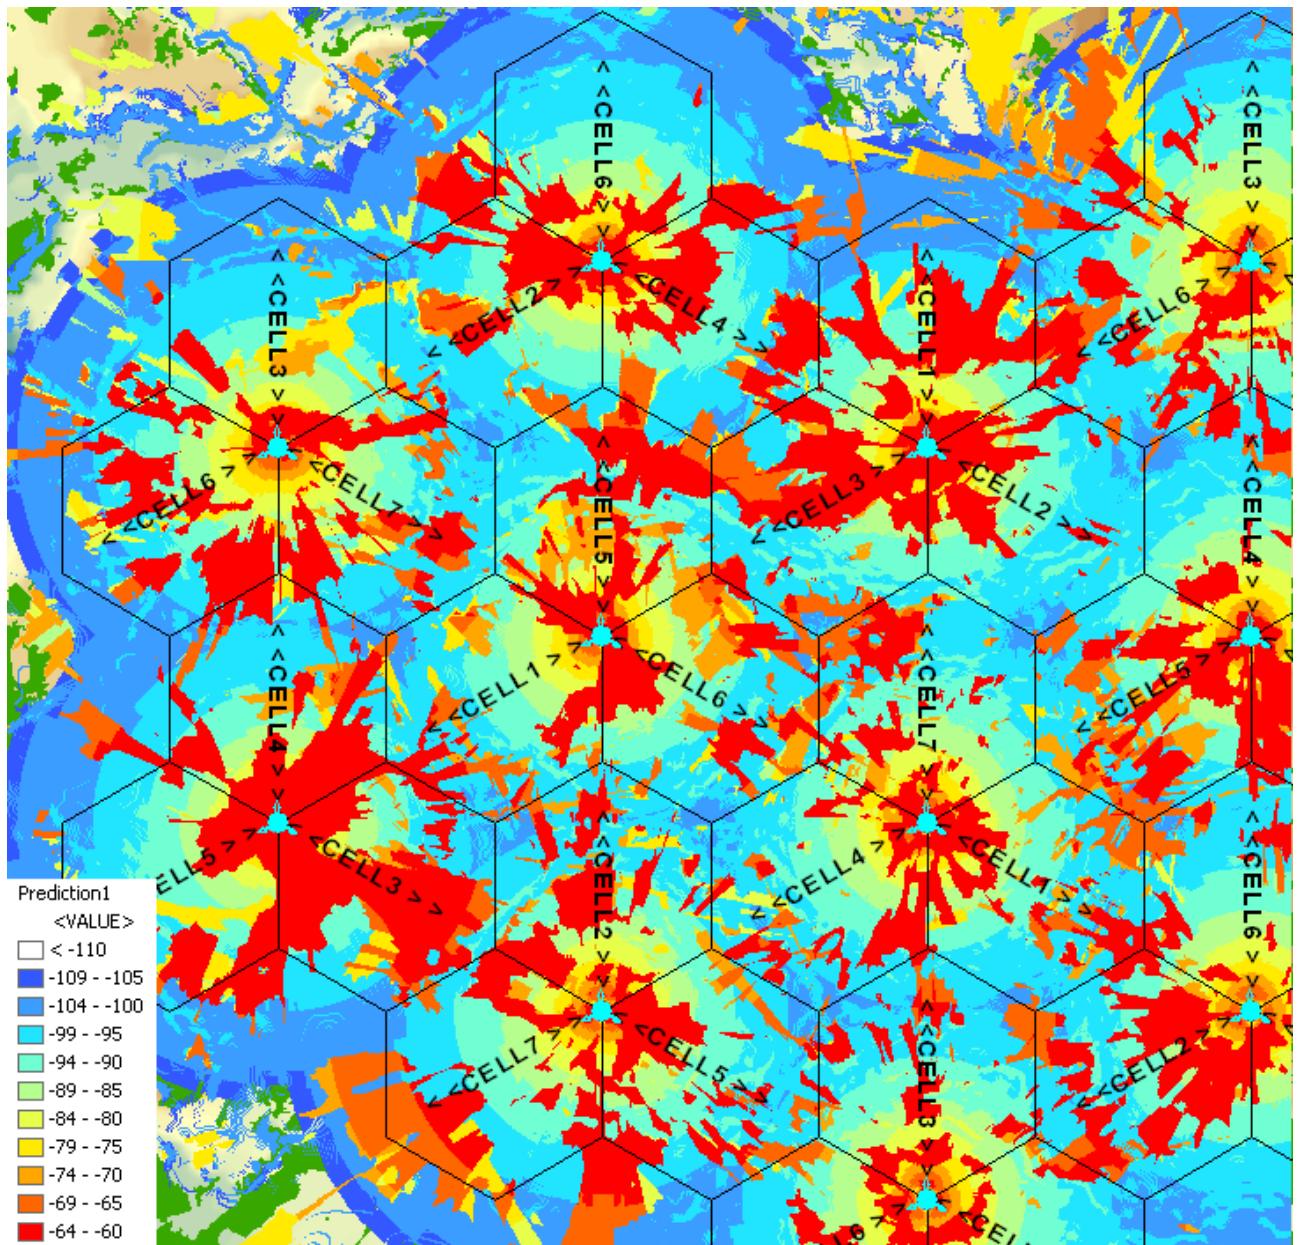 < <CELL6> >
< <CELL3> >
< <CELL3> >
< <CELL2> >
< <CELL4> >
< <CELL1> >
< <CELL6> >
< <CELL6> >
< <CELL7> >
< <CELL5> >
< <CELL3> >
< <CELL2> >
< <CELL4> >
< <CELL4> >
< <CELL1> >
< <CELL6> >
< <CELL7> >
< <CELL5> >
CELL5> >
< <CELL3> >
< <CELL2> >
< <CELL4> >
< <CELL1> >
< <CELL6> >
< <CELL7> >
< <CELL5> >
< <CELL3> >
< <CELL2> >
L6 >
< <C
Prediction1
<VALUE>
< -110
-109 - -105
-104 - -100
-99 - -95
-94 - -90
-89 - -85
-84 - -80
-79 - -75
-74 - -70
-69 - -65
-64 - -60